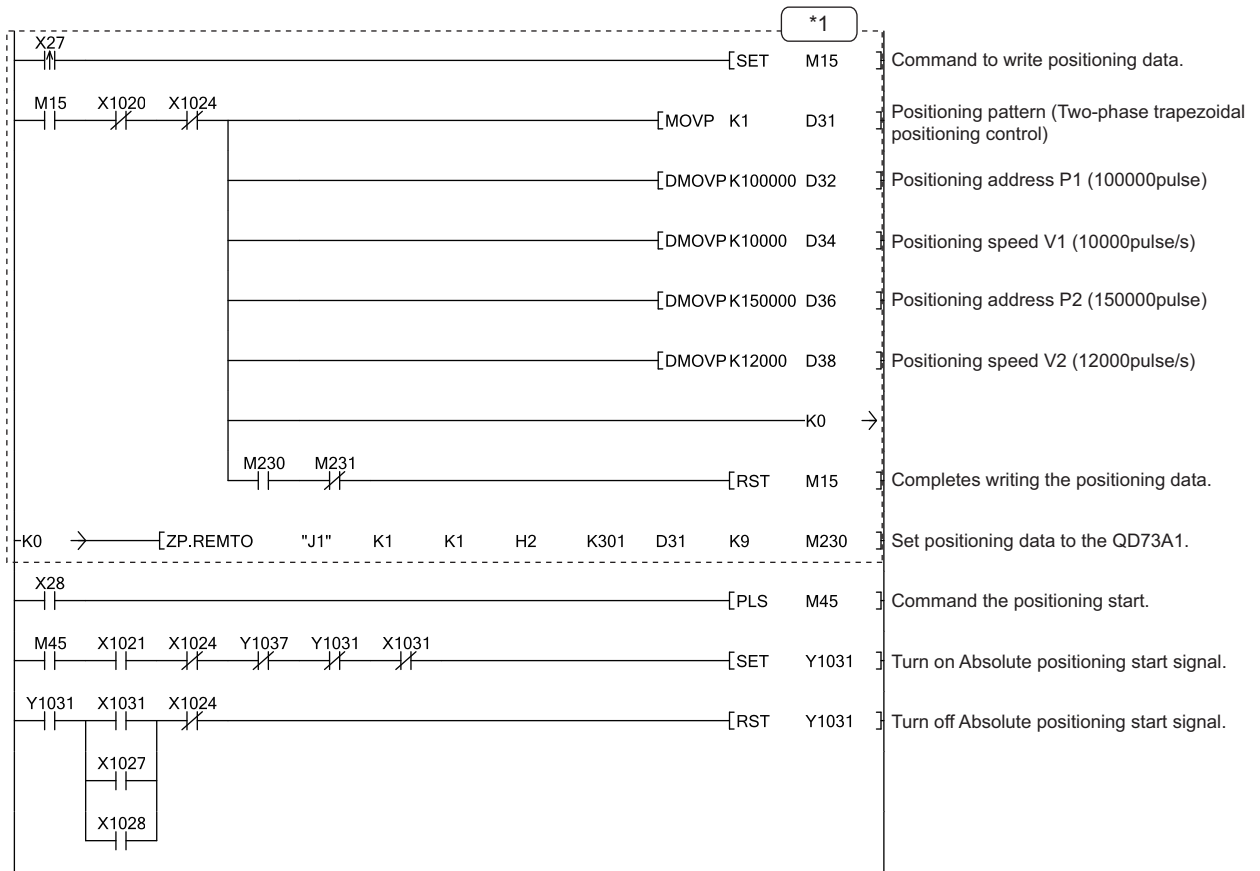 *1
X27
[SET M15 ] Command to write positioning data.
M15 X1020 X1024
[MOVP K1 D31 ] Positioning pattern (Two-phase trapezoidal
positioning control)
[DMOVP K100000 D32 ] Positioning address P1 (100000pulse)
[DMOVP K10000 D34 ] Positioning speed V1 (10000pulse/s)
[DMOVP K150000 D36 ] Positioning address P2 (150000pulse)
[DMOVP K12000 D38 ] Positioning speed V2 (12000pulse/s)
K0
M230 M231
[RST M15 ] Completes writing the positioning data.
K0 [ZP.REMTO "J1" K1 K1 H2 K301 D31 K9 M230 ] Set positioning data to the QD73A1.
X28
[PLS M45 ] Command the positioning start.
M45 X1021 X1024 Y1037 Y1031 X1031
[SET Y1031 ] Turn on Absolute positioning start signal.
Y1031 X1031 X1024
[RST Y1031 ] Turn off Absolute positioning start signal.
X1027
X1028